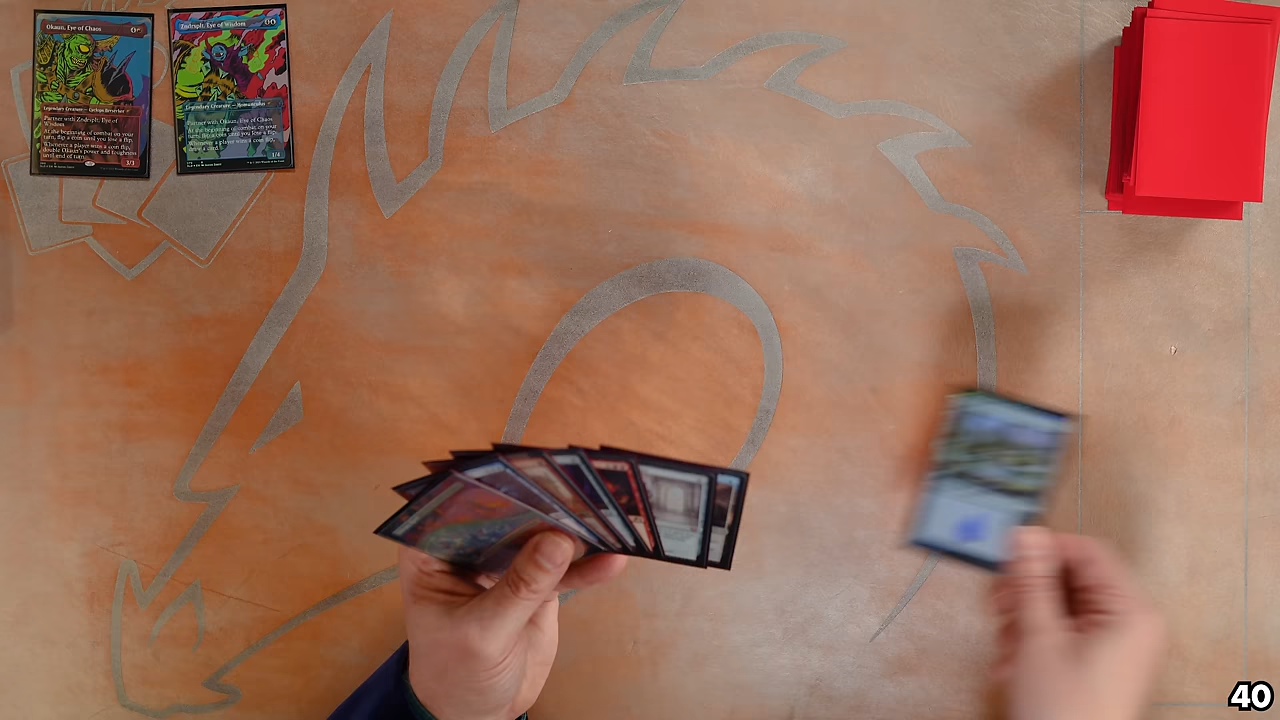 Okaun, Eye of Chaos
Legendary Creature — Cyclops Berserker
Partner with Zndrsplt, Eye of
Wisdom
At the beginning of combat on your
turn, flip a coin until you lose a flip.
Whenever a player wins a coin flip,
double Okaun's power and toughness
until end of turn.
3/3
Zndrsplt, Eye of Wisdom
Legendary Creature — Homunculus
Partner with Okaun, Eye of Chaos
At the beginning of combat on your
turn, flip a coin until you lose a flip.
Whenever a player wins a coin flip,
draw a card.
1/4
40